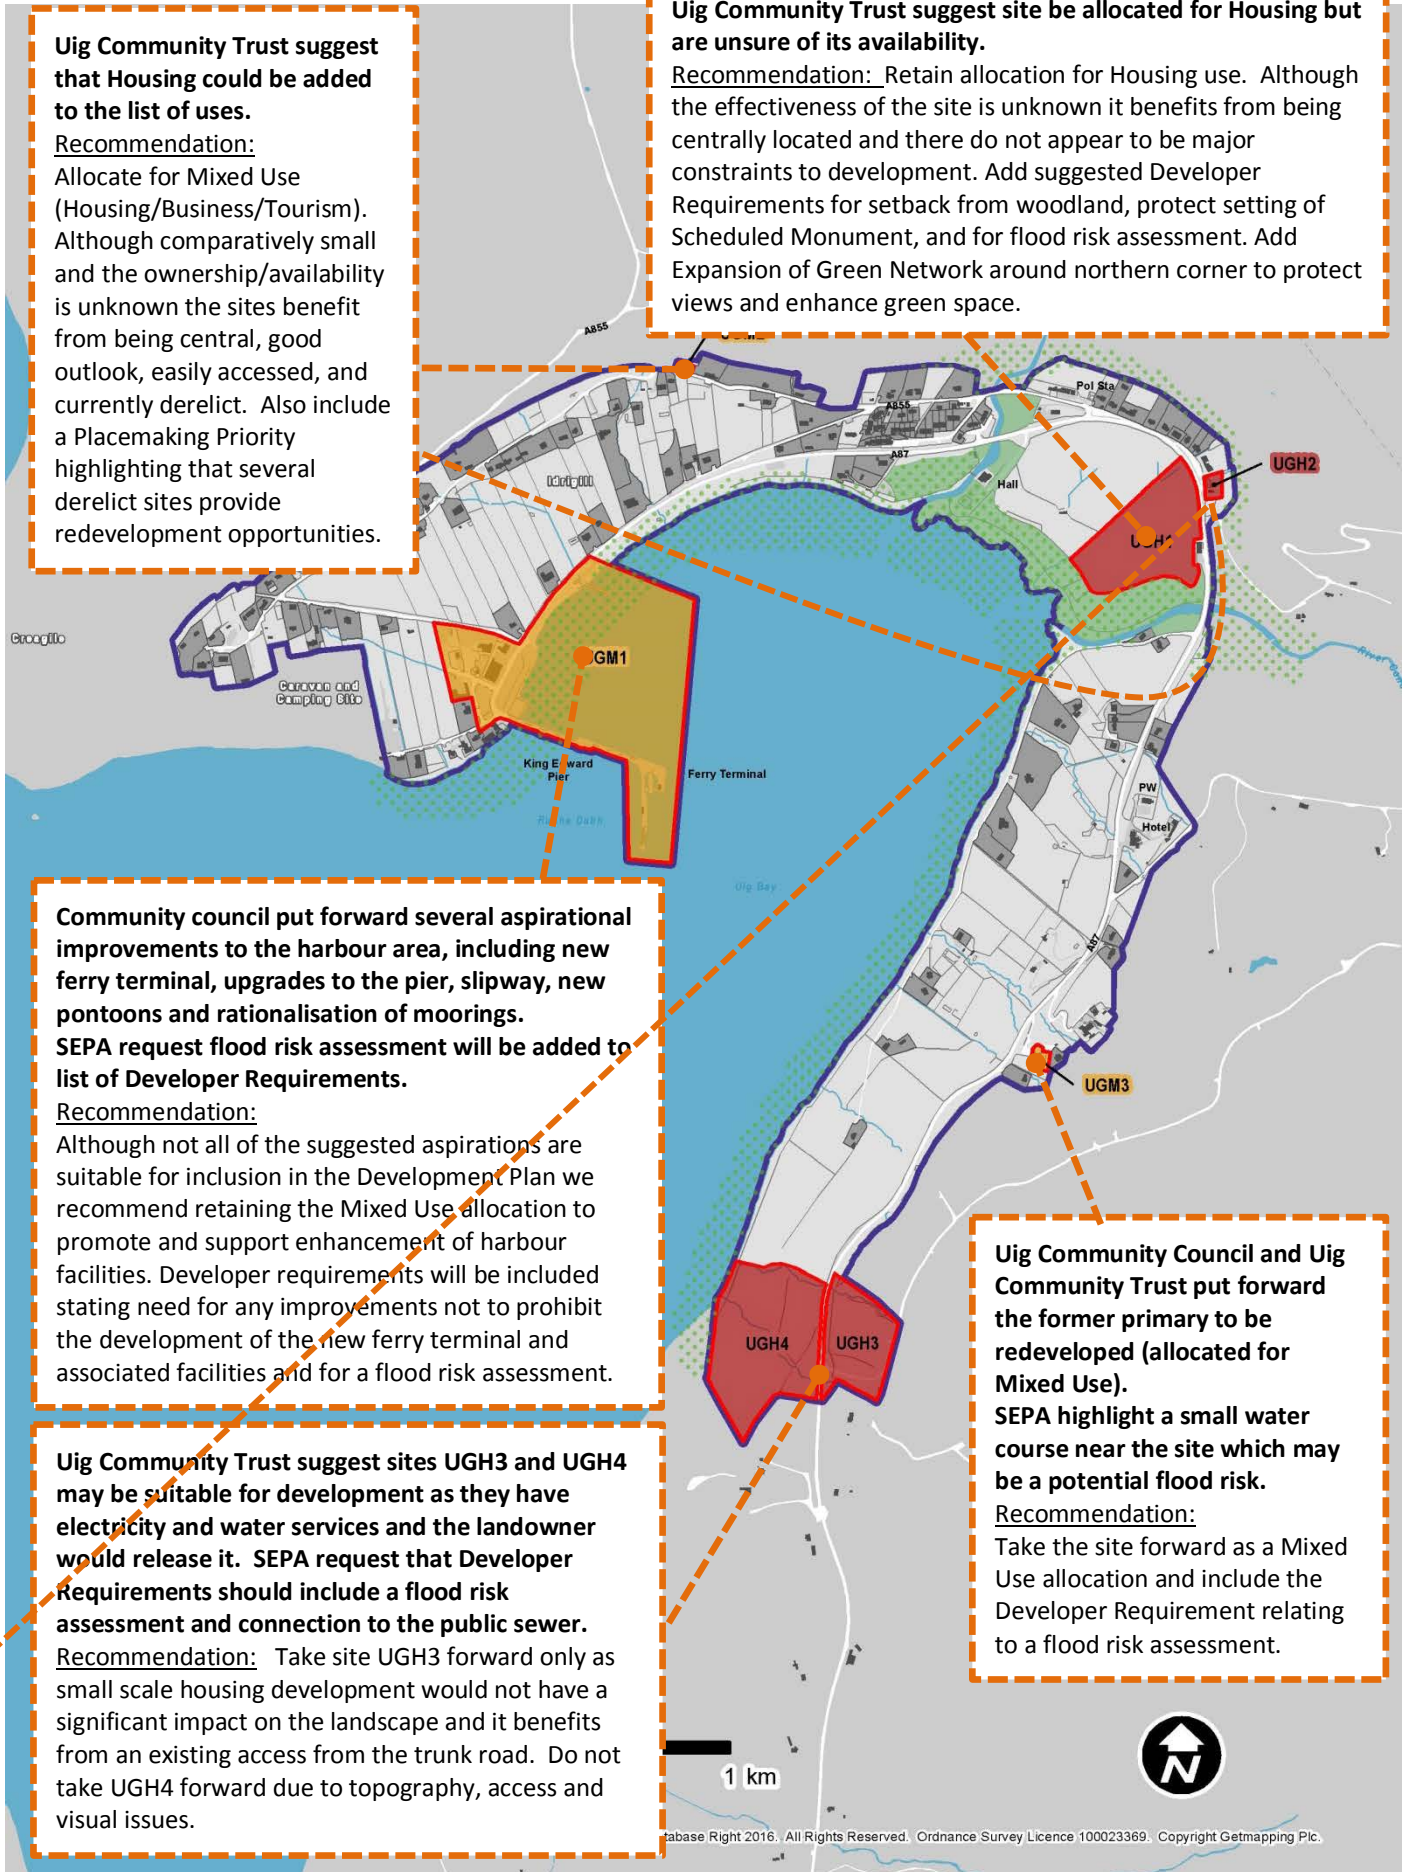 Uig Community Trust suggest
that Housing could be added
to the list of uses.
Recommendation:
Allocate for Mixed Use
(Housing/Business/Tourism).
Although comparatively small
and the ownership/availability
is unknown the sites benefit
from being central, good
outlook, easily accessed, and
currently derelict. Also include
a Placemaking Priority
highlighting that several
derelict sites provide
redevelopment opportunities.
Uig Community Trust suggest site be allocated for Housing but
are unsure of its availability.
Recommendation: Retain allocation for Housing use. Although
the effectiveness of the site is unknown it benefits from being
centrally located and there do not appear to be major
constraints to development. Add suggested Developer
Requirements for setback from woodland, protect setting of
Scheduled Monument, and for flood risk assessment. Add
Expansion of Green Network around northern corner to protect
views and enhance green space.
A855
Pol Sta
A855
A87
Idrigill
Hall
UGH2
UGH1
UGM1
Caravan and
Camping Site
King Edward
Pier
Ferry Terminal
Uig Bay
River
PW
Hotel
A87
UGM3
UGH4
UGH3
Community council put forward several aspirational
improvements to the harbour area, including new
ferry terminal, upgrades to the pier, slipway, new
pontoons and rationalisation of moorings.
SEPA request flood risk assessment will be added to
list of Developer Requirements.
Recommendation:
Although not all of the suggested aspirations are
suitable for inclusion in the Development Plan we
recommend retaining the Mixed Use allocation to
promote and support enhancement of harbour
facilities. Developer requirements will be included
stating need for any improvements not to prohibit
the development of the new ferry terminal and
associated facilities and for a flood risk assessment.
Uig Community Trust suggest sites UGH3 and UGH4
may be suitable for development as they have
electricity and water services and the landowner
would release it. SEPA request that Developer
Requirements should include a flood risk
assessment and connection to the public sewer.
Recommendation: Take site UGH3 forward only as
small scale housing development would not have a
significant impact on the landscape and it benefits
from an existing access from the trunk road. Do not
take UGH4 forward due to topography, access and
visual issues.
Uig Community Council and Uig
Community Trust put forward
the former primary to be
redeveloped (allocated for
Mixed Use).
SEPA highlight a small water
course near the site which may
be a potential flood risk.
Recommendation:
Take the site forward as a Mixed
Use allocation and include the
Developer Requirement relating
to a flood risk assessment.
N
1 km
tabase Right 2016. All Rights Reserved. Ordnance Survey Licence 100023369. Copyright Getmapping Plc.